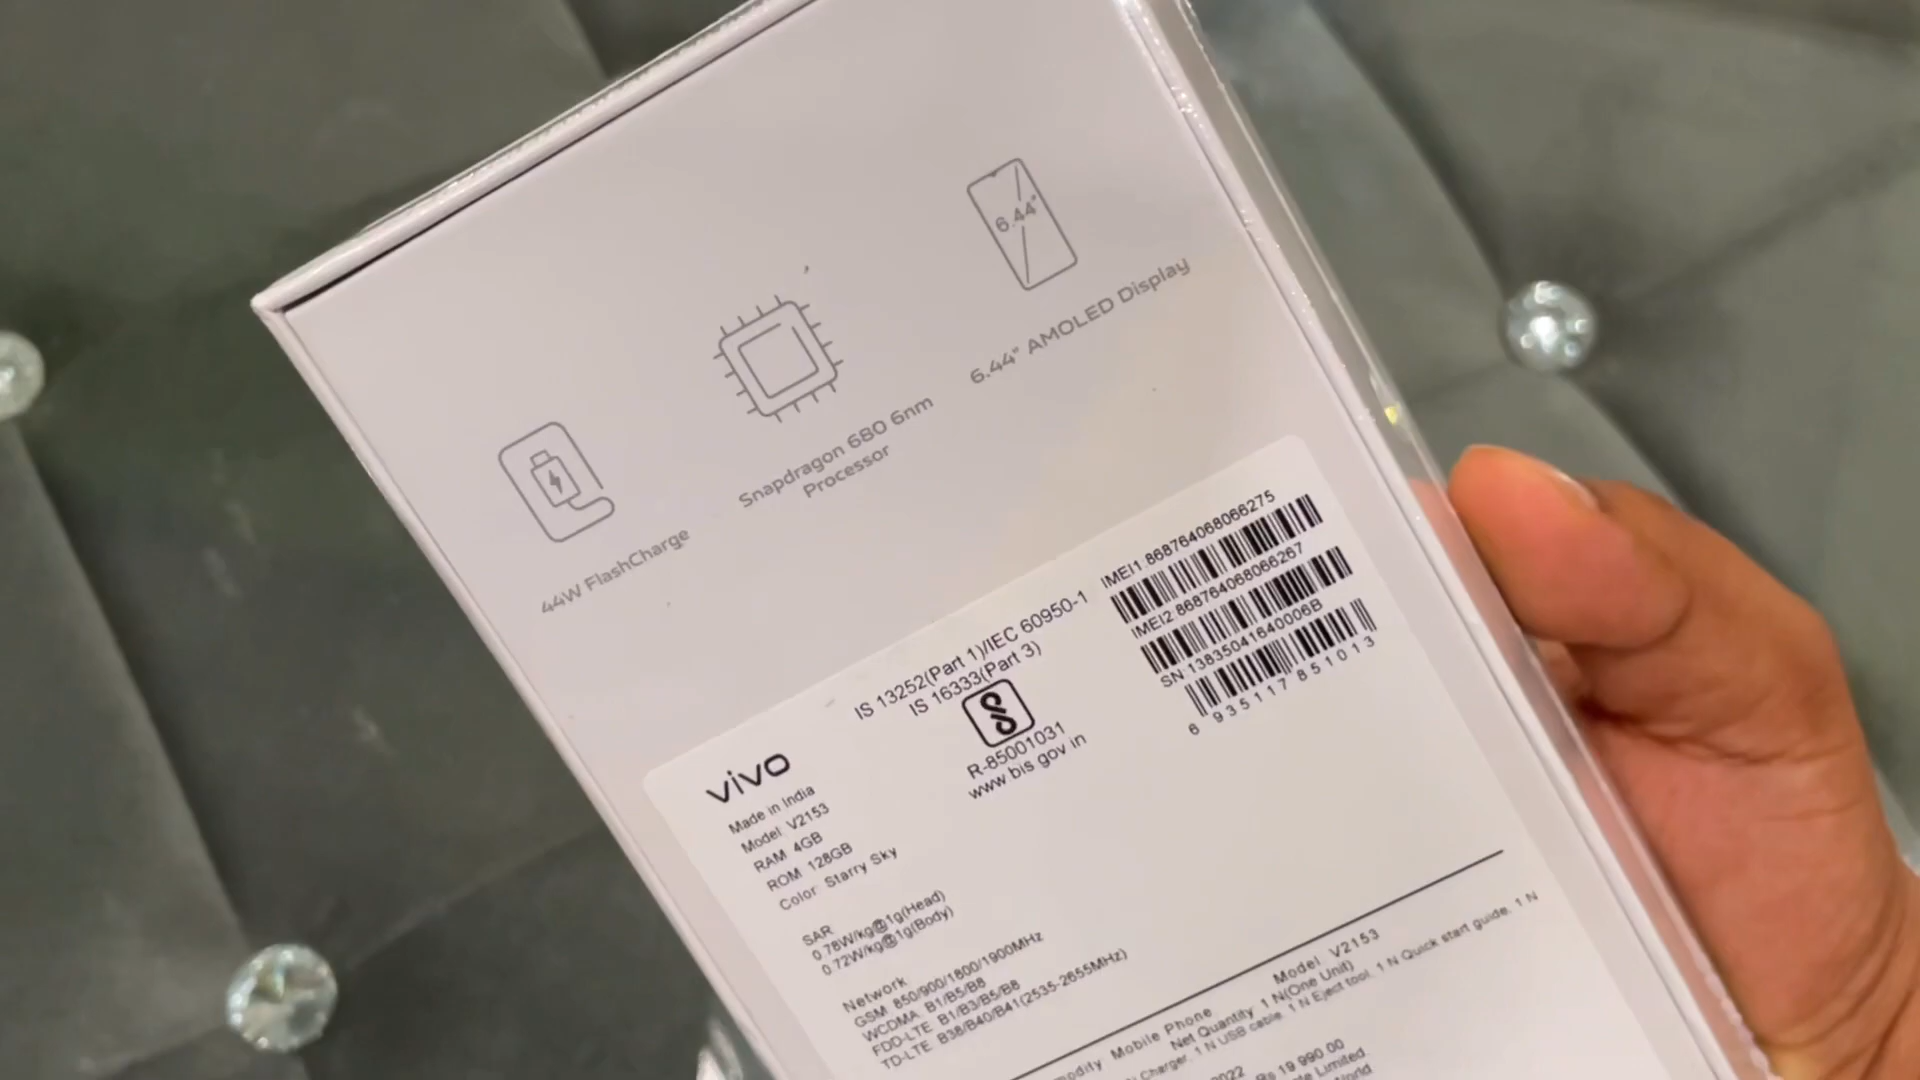 6.44"
6.44" AMOLED Display
Snapdragon 680 6nm
Processor
44W FlashCharge
IMEI1:868764068066275
IMEI2:868764068066267
SN:13835041640006B
6 935117 851013
IS 13252(Part 1)/IEC 60950-1
IS 16333(Part 3)
R-85001031
www.bis.gov.in
vivo
Made in India
Model: V2153
RAM: 4GB
ROM: 128GB
Color: Starry Sky
SAR
0.78W/kg@1g(Head)
0.72W/kg@1g(Body)
Network
GSM: 850/900/1800/1900MHz
WCDMA: B1/B5/B8
FDD-LTE: B1/B3/B5/B8
TD-LTE: B38/B40/B41(2535-2655MHz)
Mobile Phone Model: V2153
Net Quantity: 1 N(One Unit)
Charger, 1 N USB cable, 1 N Eject tool, 1 N Quick start guide, 1 N
Rs 19,990.00
Limited